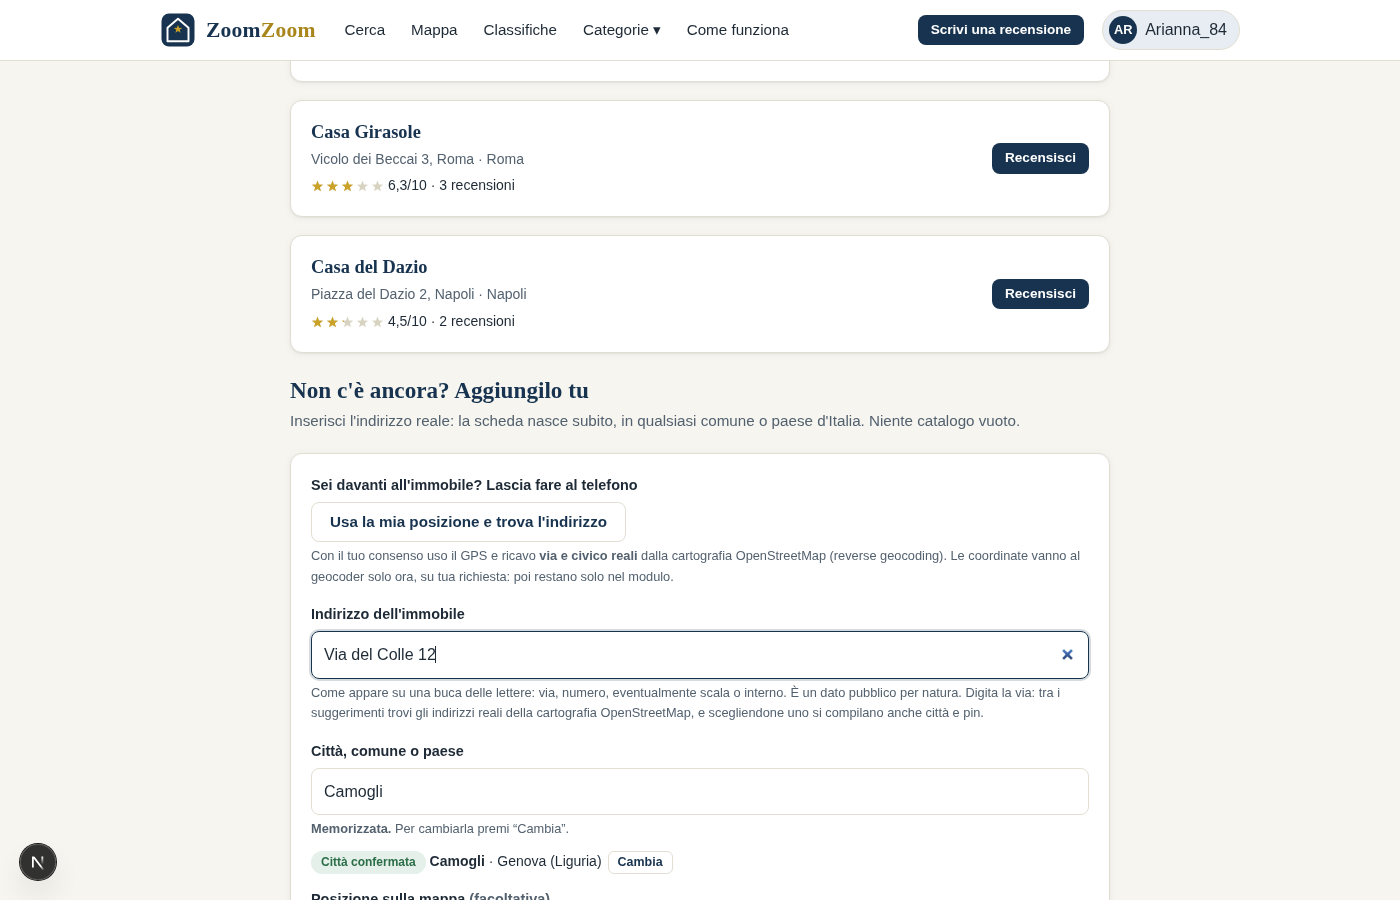 ZoomZoom Cerca Mappa Classifiche Categorie ▾ Come funziona Scrivi una recensione AR Arianna_84
Casa Girasole
Vicolo dei Beccai 3, Roma · Roma
6,3/10 · 3 recensioni
Recensisci
Casa del Dazio
Piazza del Dazio 2, Napoli · Napoli
4,5/10 · 2 recensioni
Recensisci
Non c'è ancora? Aggiungilo tu
Inserisci l'indirizzo reale: la scheda nasce subito, in qualsiasi comune o paese d'Italia. Niente catalogo vuoto.
Sei davanti all'immobile? Lascia fare al telefono
Usa la mia posizione e trova l'indirizzo
Con il tuo consenso uso il GPS e ricavo via e civico reali dalla cartografia OpenStreetMap (reverse geocoding). Le coordinate vanno al
geocoder solo ora, su tua richiesta: poi restano solo nel modulo.
Indirizzo dell'immobile
Via del Colle 12
Come appare su una buca delle lettere: via, numero, eventualmente scala o interno. È un dato pubblico per natura. Digita la via: tra i
suggerimenti trovi gli indirizzi reali della cartografia OpenStreetMap, e scegliendone uno si compilano anche città e pin.
Città, comune o paese
Camogli
Memorizzata. Per cambiarla premi “Cambia”.
Città confermata Camogli · Genova (Liguria) Cambia
Posizione sulla mappa (facoltativa)